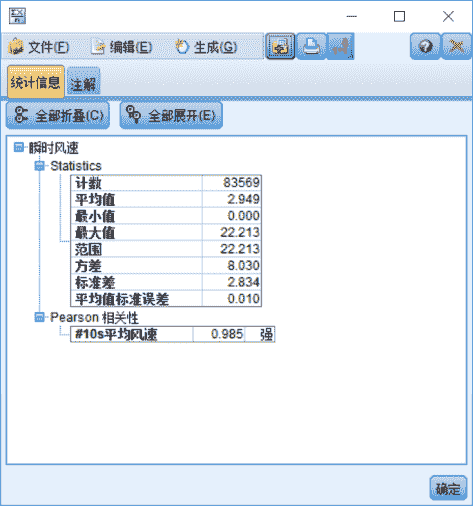 文件(F) 编辑(E) 生成(G)
统计信息 注解
全部折叠(C) 全部展开(E)
瞬时风速
Statistics
计数 83569
平均值 2.949
最小值 0.000
最大值 22.213
范围 22.213
方差 8.030
标准差 2.834
平均值标准误差 0.010
Pearson 相关性
#10s平均风速 0.985 强
确定